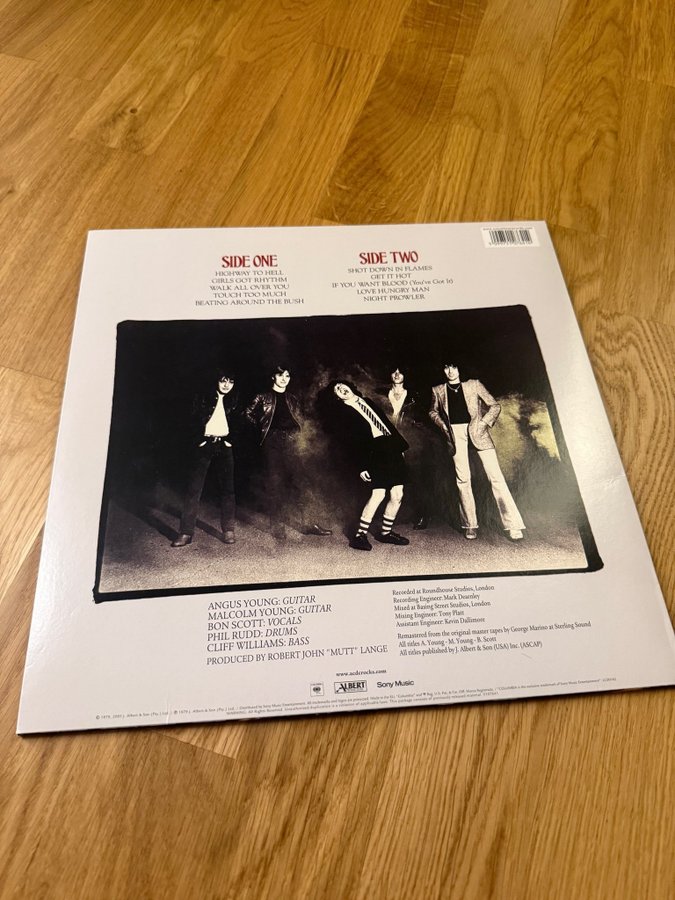 SIDE ONE
HIGHWAY TO HELL
GIRLS GOT RHYTHM
WALK ALL OVER YOU
TOUCH TOO MUCH
BEATING AROUND THE BUSH
SIDE TWO
SHOT DOWN IN FLAMES
GET IT HOT
IF YOU WANT BLOOD (You've Got It)
LOVE HUNGRY MAN
NIGHT PROWLER
ANGUS YOUNG: GUITAR
MALCOLM YOUNG: GUITAR
BON SCOTT: VOCALS
PHIL RUDD: DRUMS
CLIFF WILLIAMS: BASS
PRODUCED BY ROBERT JOHN "MUTT" LANGE
Recorded at Roundhouse Studios, London
Recording Engineer: Mark Dearnley
Mixed at Basing Street Studios, London
Mixing Engineer: Tony Platt
Assistant Engineer: Kevin Dallimore
Remastered from the original master tapes by George Marino at Sterling Sound
All titles A. Young - M. Young - B. Scott
All titles published by J. Albert & Son (USA) Inc. (ASCAP)
www.acdcrocks.com
COLUMBIA ALBERT Sony Music